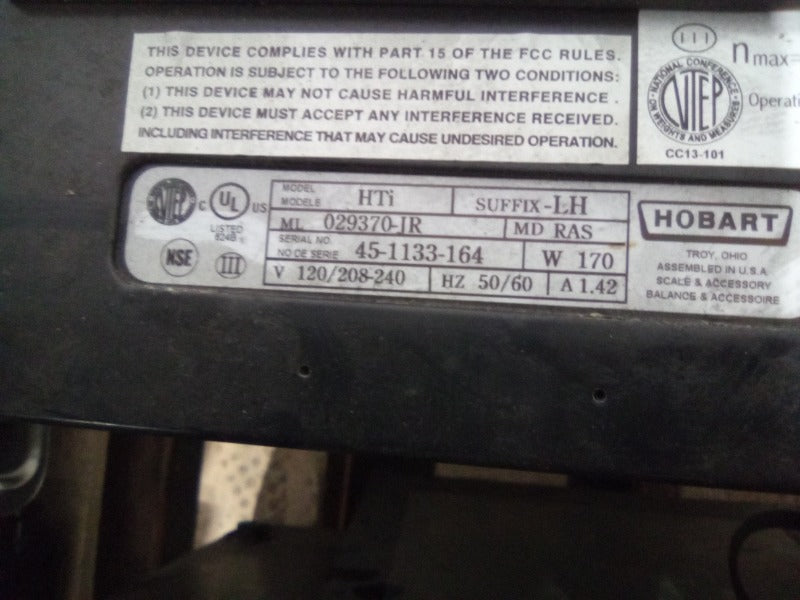 THIS DEVICE COMPLIES WITH PART 15 OF THE FCC RULES.
OPERATION IS SUBJECT TO THE FOLLOWING TWO CONDITIONS:
(1) THIS DEVICE MAY NOT CAUSE HARMFUL INTERFERENCE .
(2) THIS DEVICE MUST ACCEPT ANY INTERFERENCE RECEIVED.
INCLUDING INTERFERENCE THAT MAY CAUSE UNDESIRED OPERATION.
III
nmax=
NATIONAL CONFERENCE
NTEP
ON WEIGHTS AND MEASURES
Operati
CC13-101
NTEP
C UL US
LISTED
NSF
III
MODEL
MODELE HTi SUFFIX-LH
ML 029370-JR MD RAS
SERIAL NO.
NO DE SERIE 45-1133-164 W 170
V 120/208-240 HZ 50/60 A 1.42
HOBART
TROY, OHIO
ASSEMBLED IN U.S.A
SCALE & ACCESSORY
BALANCE & ACCESSOIRE